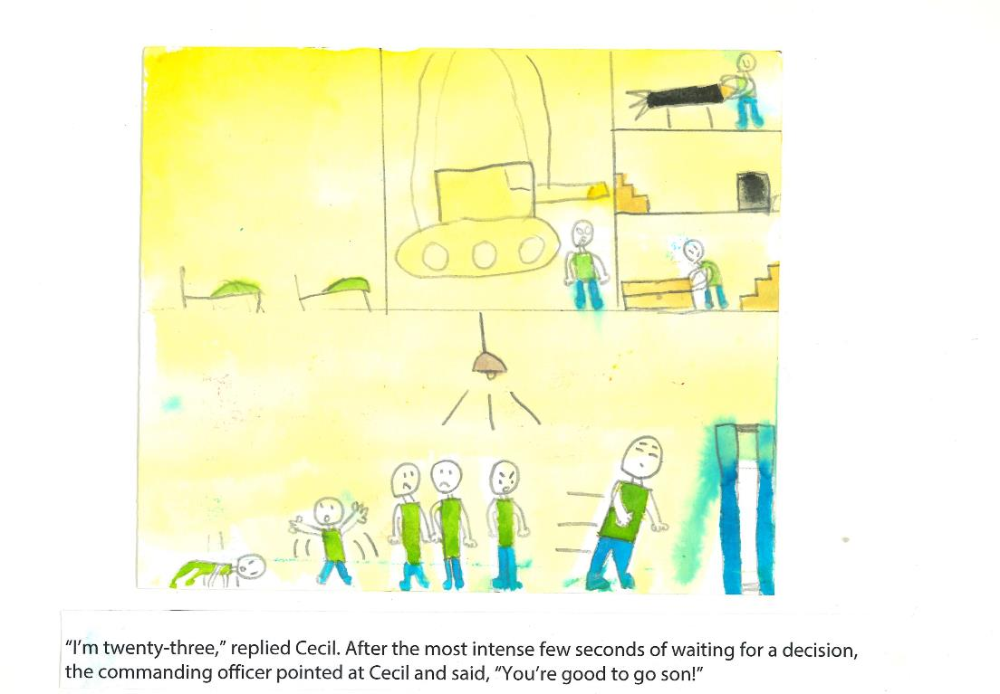 “I’m twenty-three,” replied Cecil. After the most intense few seconds of waiting for a decision,
the commanding officer pointed at Cecil and said, “You’re good to go son!”